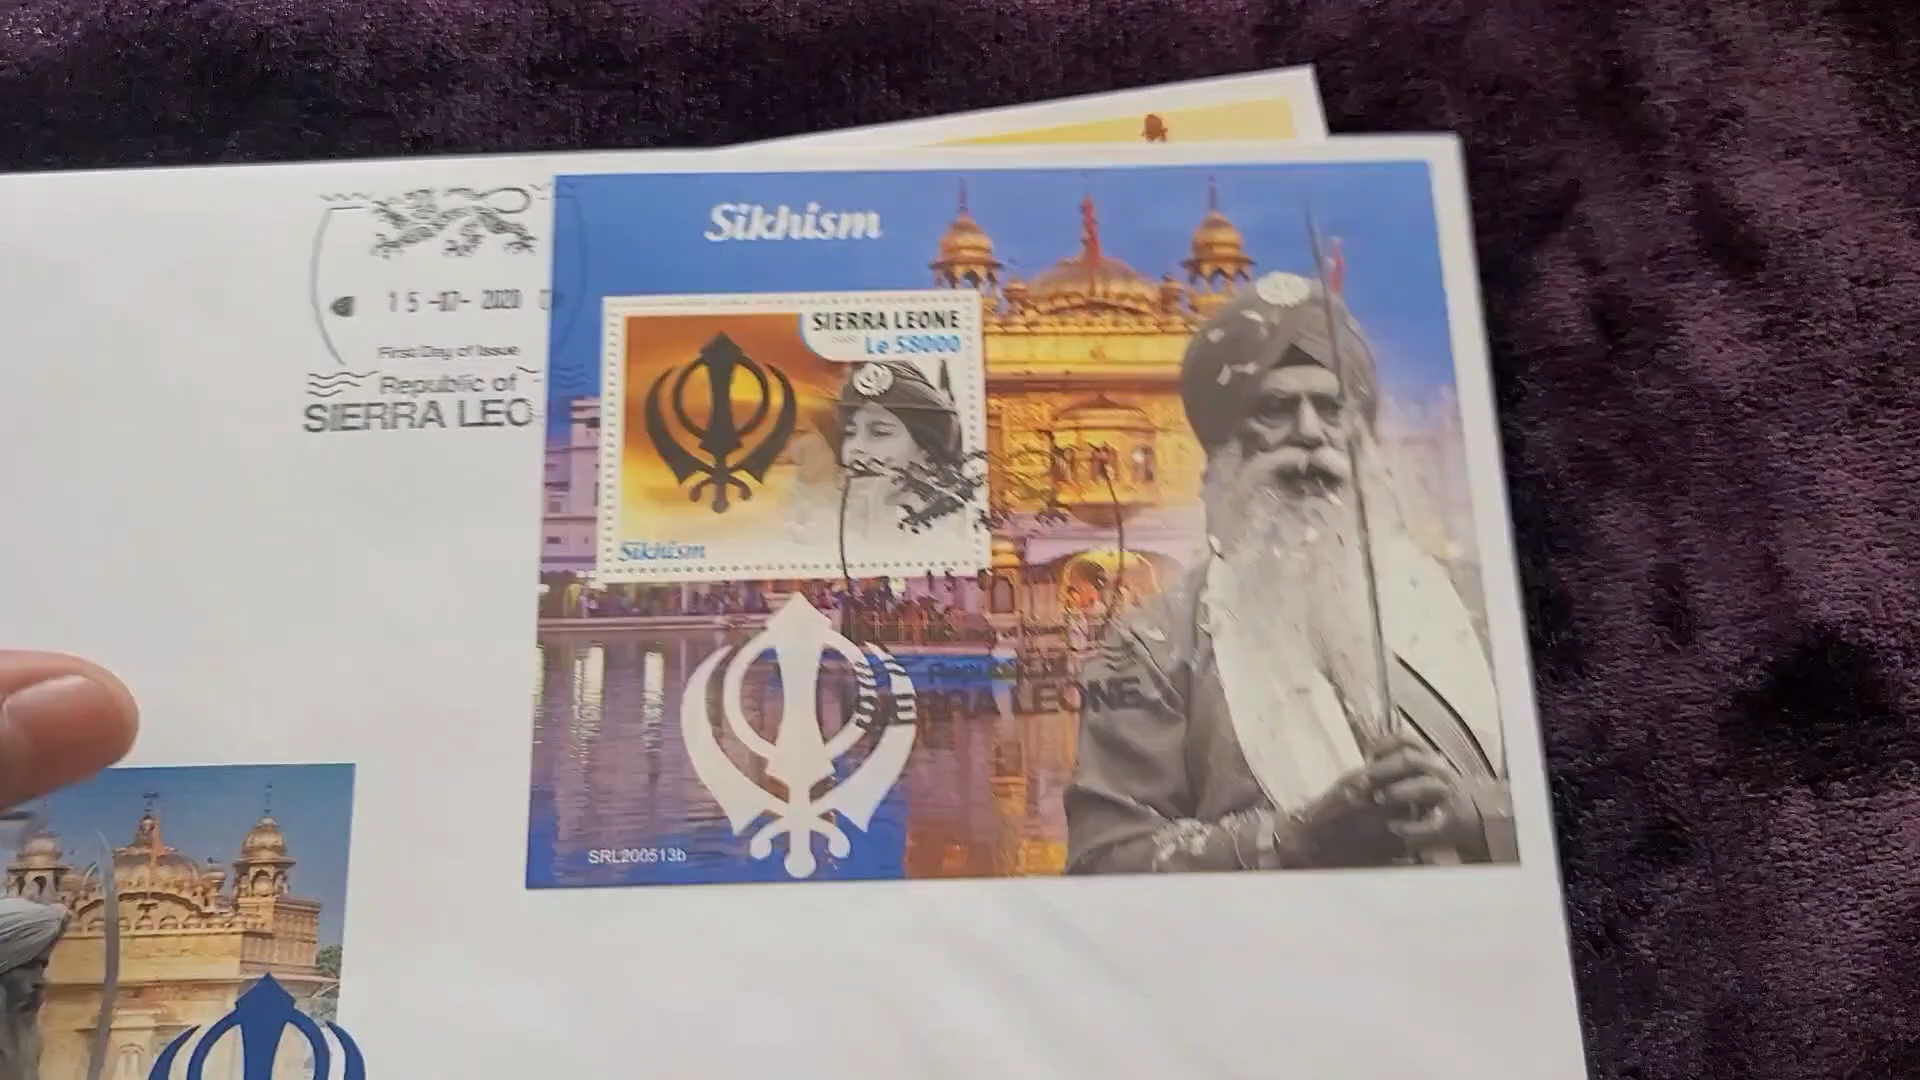 Sikhism
15-07-2020
First Day of Issue
Republic of
SIERRA LEO
SIERRA LEONE
Le 58000
Sikhism
SIERRA LEONE
SRL200513b